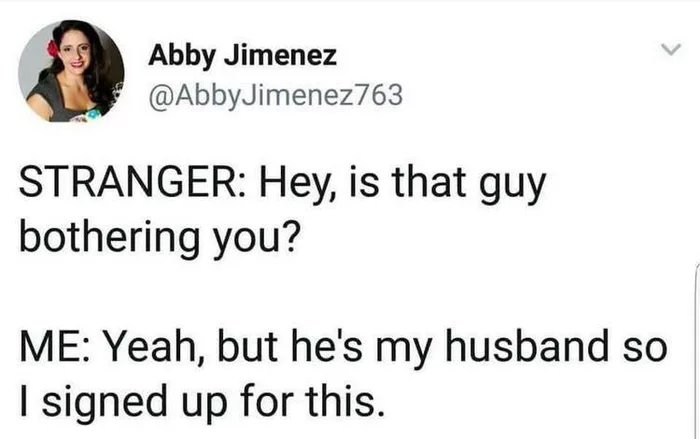 Abby Jimenez
@AbbyJimenez763
STRANGER: Hey, is that guy
bothering you?
ME: Yeah, but he's my husband so
I signed up for this.